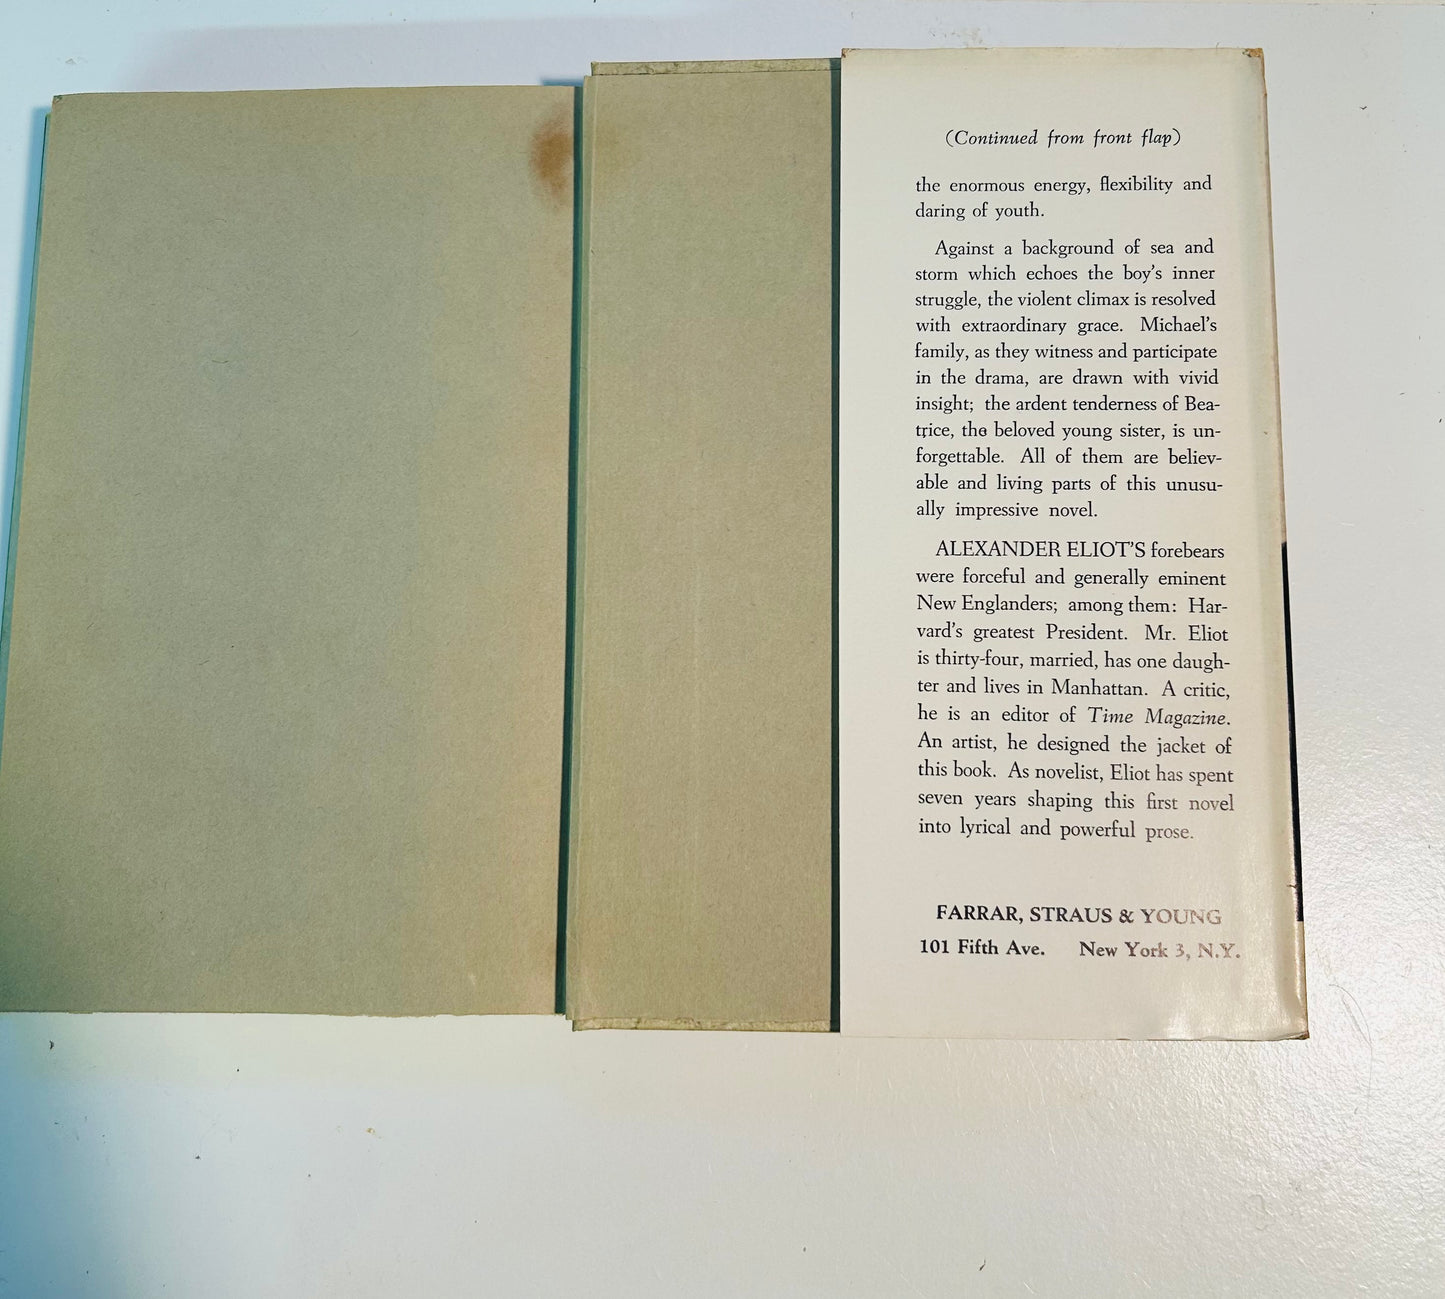 (Continued from front flap)
the enormous energy, flexibility and
daring of youth.
Against a background of sea and
storm which echoes the boy's inner
struggle, the violent climax is resolved
with extraordinary grace. Michael's
family, as they witness and participate
in the drama, are drawn with vivid
insight; the ardent tenderness of Bea-
trice, the beloved young sister, is un-
forgettable. All of them are believ-
able and living parts of this unusu-
ally impressive novel.
ALEXANDER ELIOT'S forebears
were forceful and generally eminent
New Englanders; among them: Har-
vard's greatest President. Mr. Eliot
is thirty-four, married, has one daugh-
ter and lives in Manhattan. A critic,
he is an editor of Time Magazine.
An artist, he designed the jacket of
this book. As novelist, Eliot has spent
seven years shaping this first novel
into lyrical and powerful prose.
FARRAR, STRAUS & YOUNG
101 Fifth Ave. New York 3, N.Y.